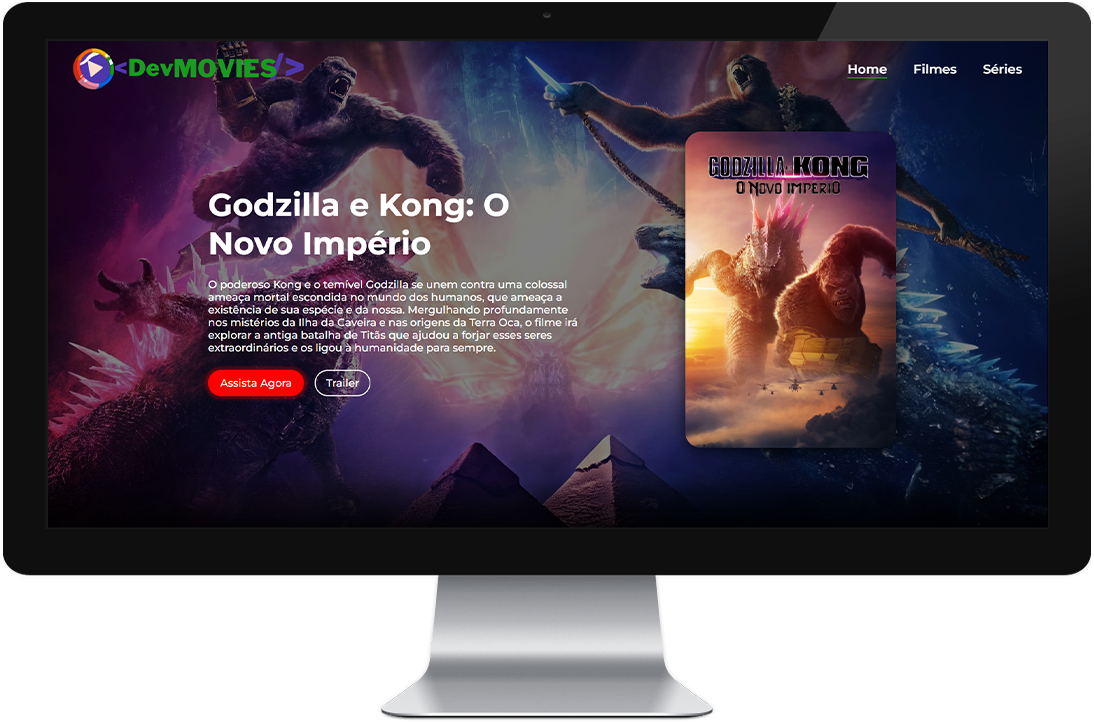 <DevMOVIES/>
Home Filmes Séries
Godzilla e Kong: O
Novo Império
O poderoso Kong e o temível Godzilla se unem contra uma colossal
ameaça mortal escondida no mundo dos humanos, que ameaça a
existência de sua espécie e da nossa. Mergulhando profundamente
nos mistérios da Ilha da Caveira e nas origens da Terra Oca, o filme irá
explorar a antiga batalha de Titãs que ajudou a forjar esses seres
extraordinários e os ligou à humanidade para sempre.
Assista Agora Trailer
GODZILLA KONG
O NOVO IMPÉRIO